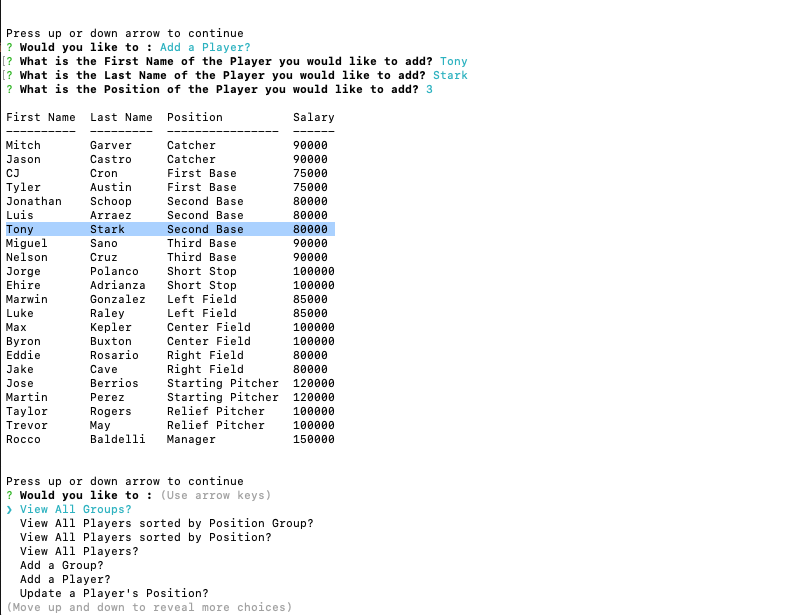 Press up or down arrow to continue
? Would you like to : Add a Player?
[? What is the First Name of the Player you would like to add? Tony
[? What is the Last Name of the Player you would like to add? Stark
? What is the Position of the Player you would like to add? 3
First Name  Last Name  Position          Salary
----------  ---------  ----------------  ------
Mitch       Garver     Catcher           90000
Jason       Castro     Catcher           90000
CJ          Cron       First Base        75000
Tyler       Austin     First Base        75000
Jonathan    Schoop     Second Base       80000
Luis        Arraez     Second Base       80000
Tony        Stark      Second Base       80000
Miguel      Sano       Third Base        90000
Nelson      Cruz       Third Base        90000
Jorge       Polanco    Short Stop        100000
Ehire       Adrianza   Short Stop        100000
Marwin      Gonzalez   Left Field        85000
Luke        Raley      Left Field        85000
Max         Kepler     Center Field      100000
Byron       Buxton     Center Field      100000
Eddie       Rosario    Right Field       80000
Jake        Cave       Right Field       80000
Jose        Berrios    Starting Pitcher  120000
Martin      Perez      Starting Pitcher  120000
Taylor      Rogers     Relief Pitcher    100000
Trevor      May        Relief Pitcher    100000
Rocco       Baldelli   Manager           150000
Press up or down arrow to continue
? Would you like to : (Use arrow keys)
❯ View All Groups?
View All Players sorted by Position Group?
View All Players sorted by Position?
View All Players?
Add a Group?
Add a Player?
Update a Player's Position?
(Move up and down to reveal more choices)